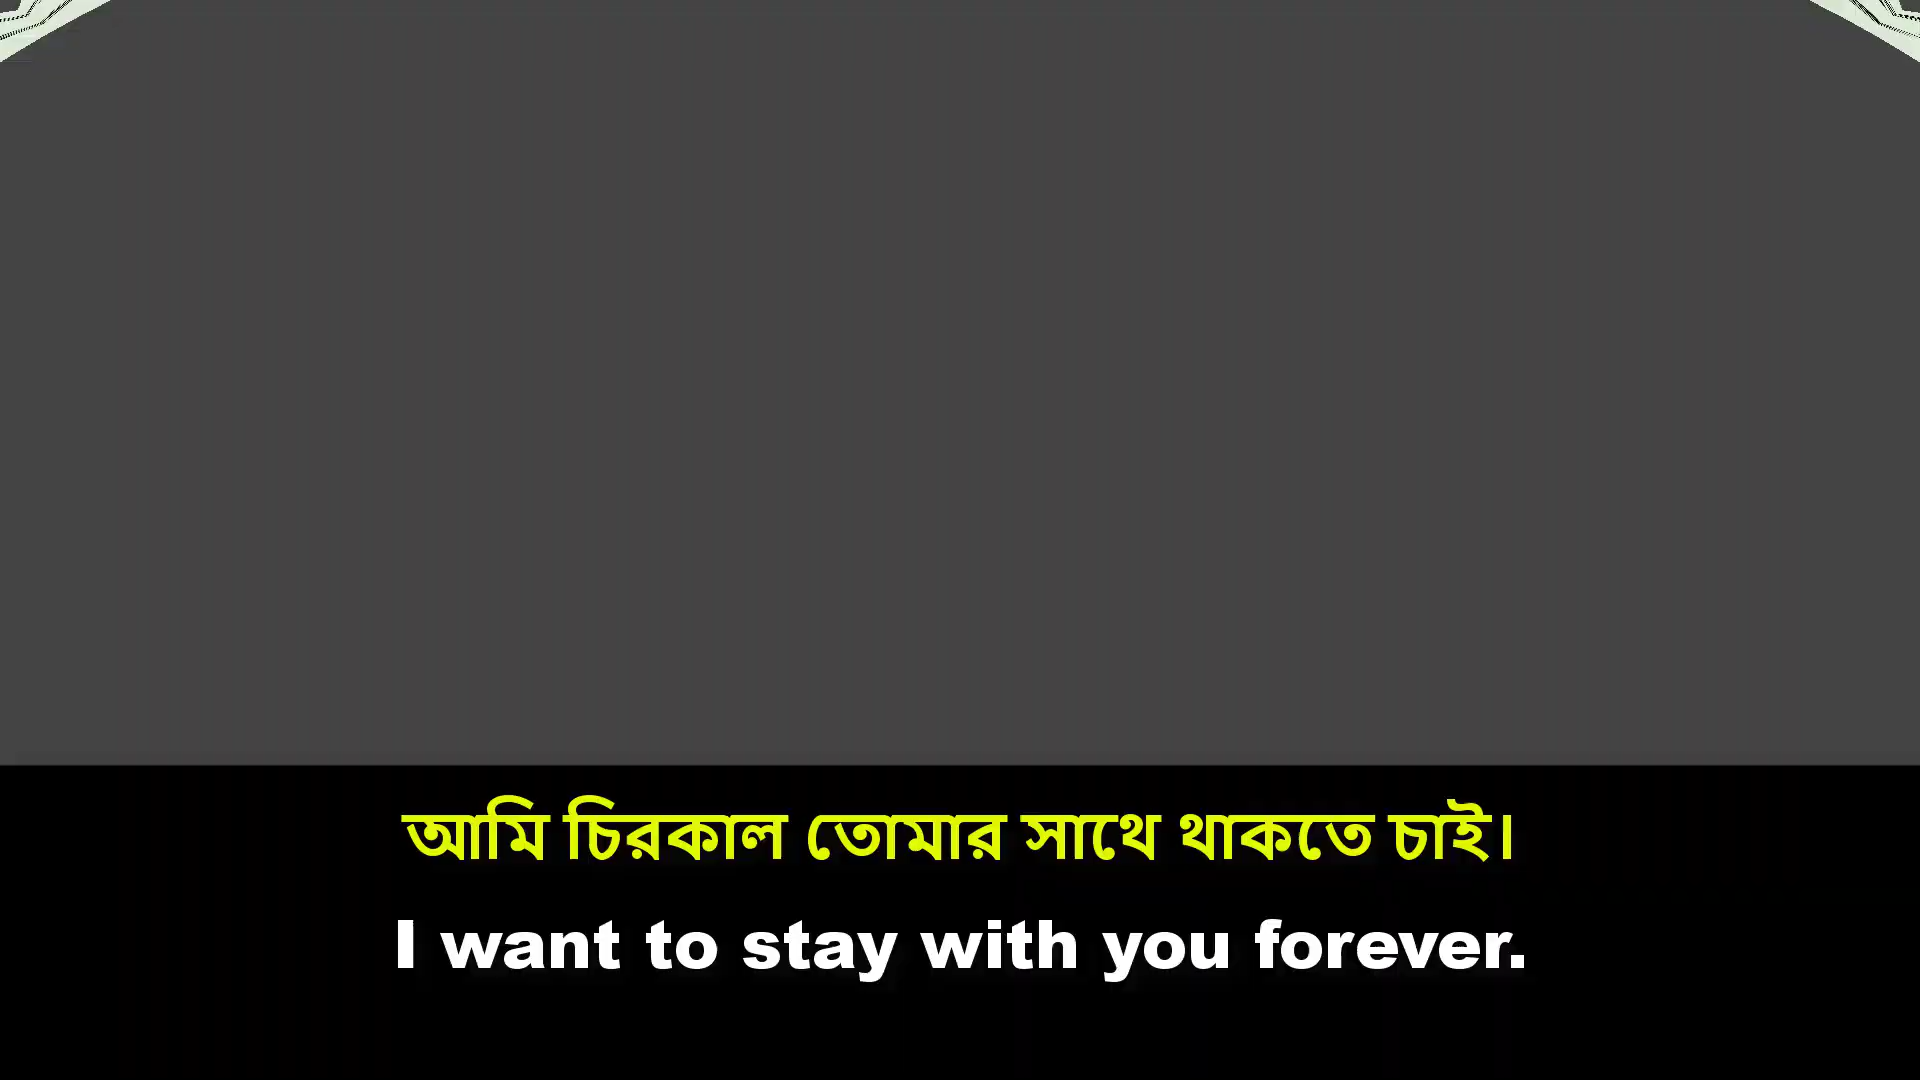 আমি চিরকাল তোমার সাথে থাকতে চাই।
I want to stay with you forever.